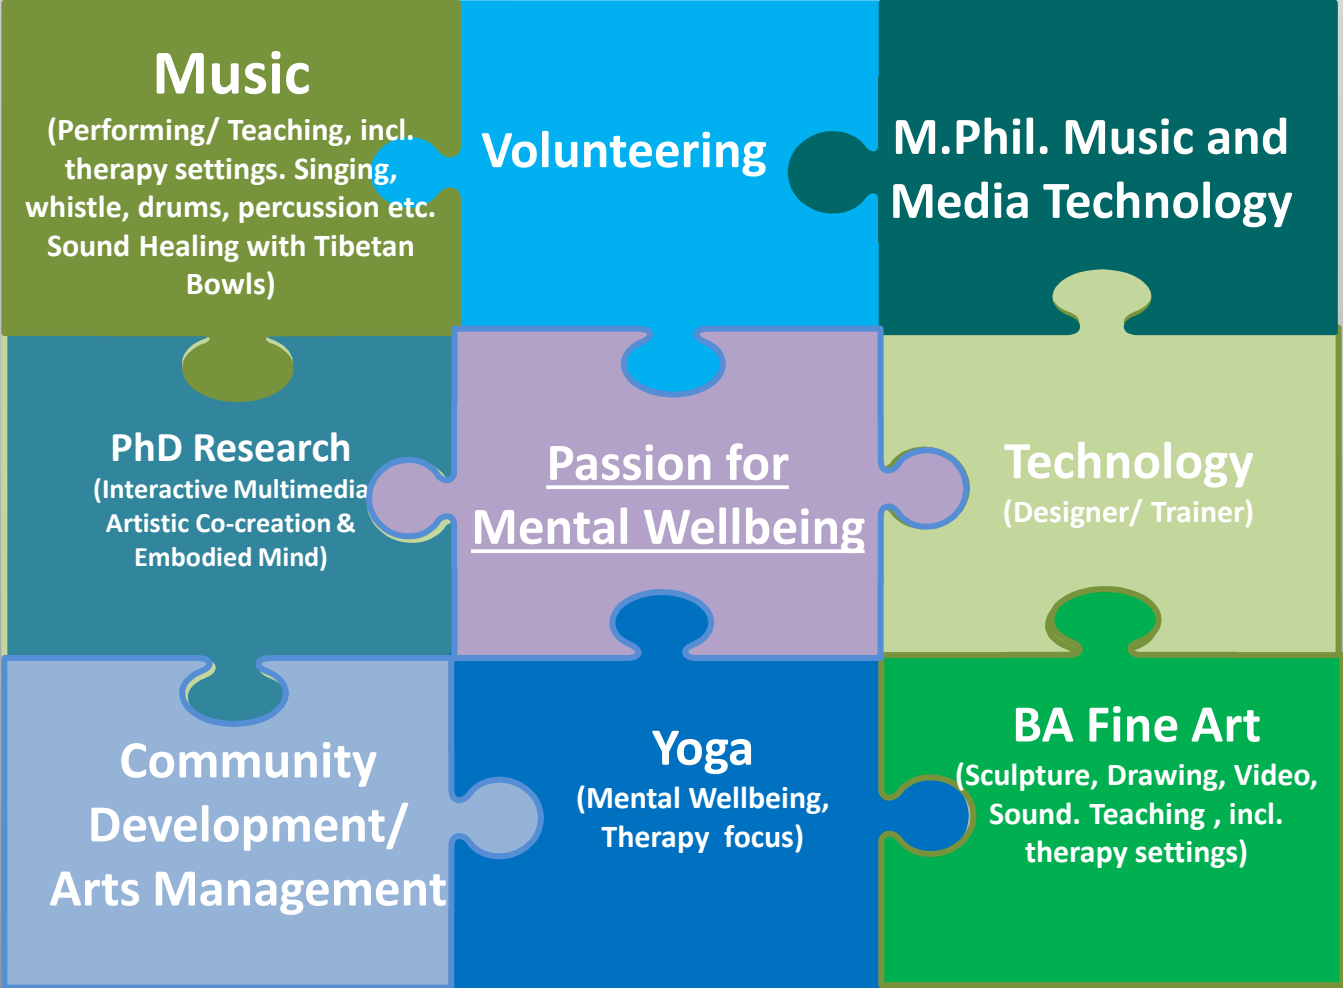 Music
(Performing/ Teaching, incl.
therapy settings. Singing,
whistle, drums, percussion etc.
Sound Healing with Tibetan
Bowls)
Volunteering
M.Phil. Music and
Media Technology
PhD Research
(Interactive Multimedia
Artistic Co-creation &
Embodied Mind)
Passion for
Mental Wellbeing
Technology
(Designer/ Trainer)
Community
Development/
Arts Management
Yoga
(Mental Wellbeing,
Therapy focus)
BA Fine Art
(Sculpture, Drawing, Video,
Sound. Teaching , incl.
therapy settings)